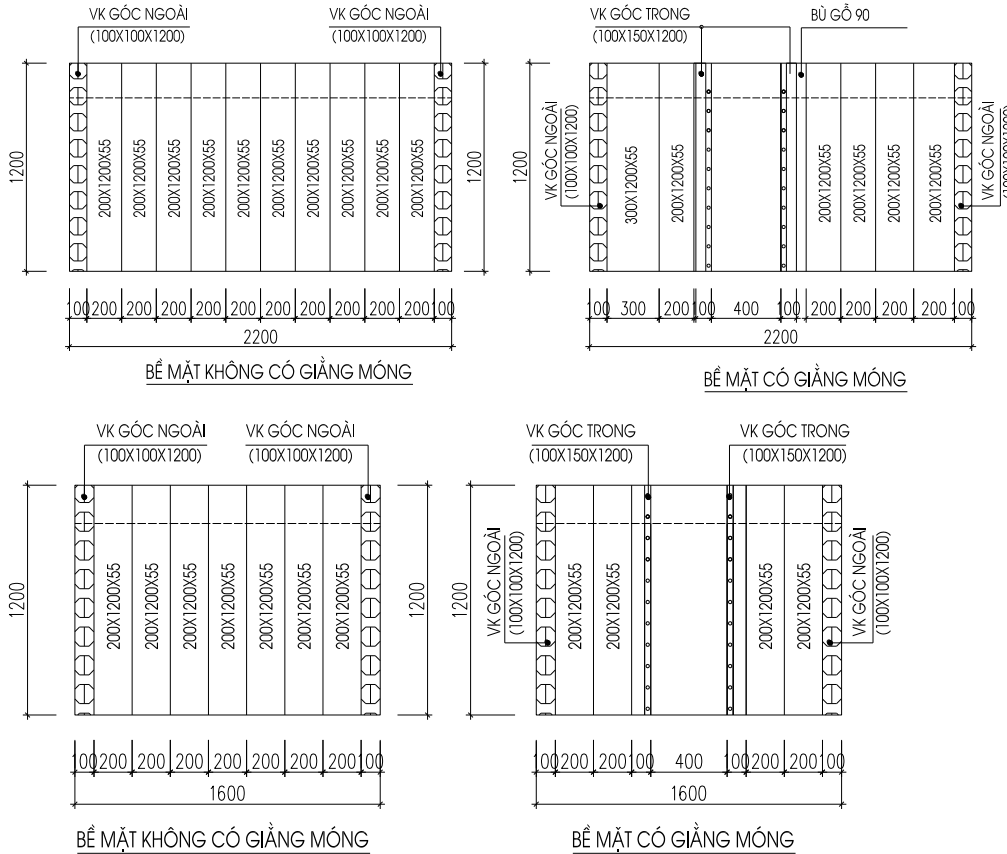 VK GÓC NGOÀI
(100X100X1200)
VK GÓC NGOÀI
(100X100X1200)
1200
200X1200X55
200X1200X55
200X1200X55
200X1200X55
200X1200X55
200X1200X55
200X1200X55
200X1200X55
200X1200X55
200X1200X55
1200
100 200 200 200 200 200 200 200 200 200 200 100
2200
BỀ MẶT KHÔNG CÓ GIẰNG MÓNG
VK GÓC TRONG
(100X150X1200)
BÙ GỖ 90
1200
VK GÓC NGOÀI
(100X100X1200)
300X1200X55
200X1200X55
200X1200X55
200X1200X55
200X1200X55
200X1200X55
VK GÓC NGOÀI
100 300 200 100 400 100 200 200 200 200 100
2200
BỀ MẶT CÓ GIẰNG MÓNG
VK GÓC NGOÀI
(100X100X1200)
VK GÓC NGOÀI
(100X100X1200)
1200
200X1200X55
200X1200X55
200X1200X55
200X1200X55
200X1200X55
200X1200X55
200X1200X55
1200
100 200 200 200 200 200 200 200 100
1600
BỀ MẶT KHÔNG CÓ GIẰNG MÓNG
VK GÓC TRONG
(100X150X1200)
VK GÓC TRONG
(100X150X1200)
1200
VK GÓC NGOÀI
(100X100X1200)
200X1200X55
200X1200X55
200X1200X55
200X1200X55
VK GÓC NGOÀI
(100X100X1200)
100 200 200 100 400 100 200 200 100
1600
BỀ MẶT CÓ GIẰNG MÓNG